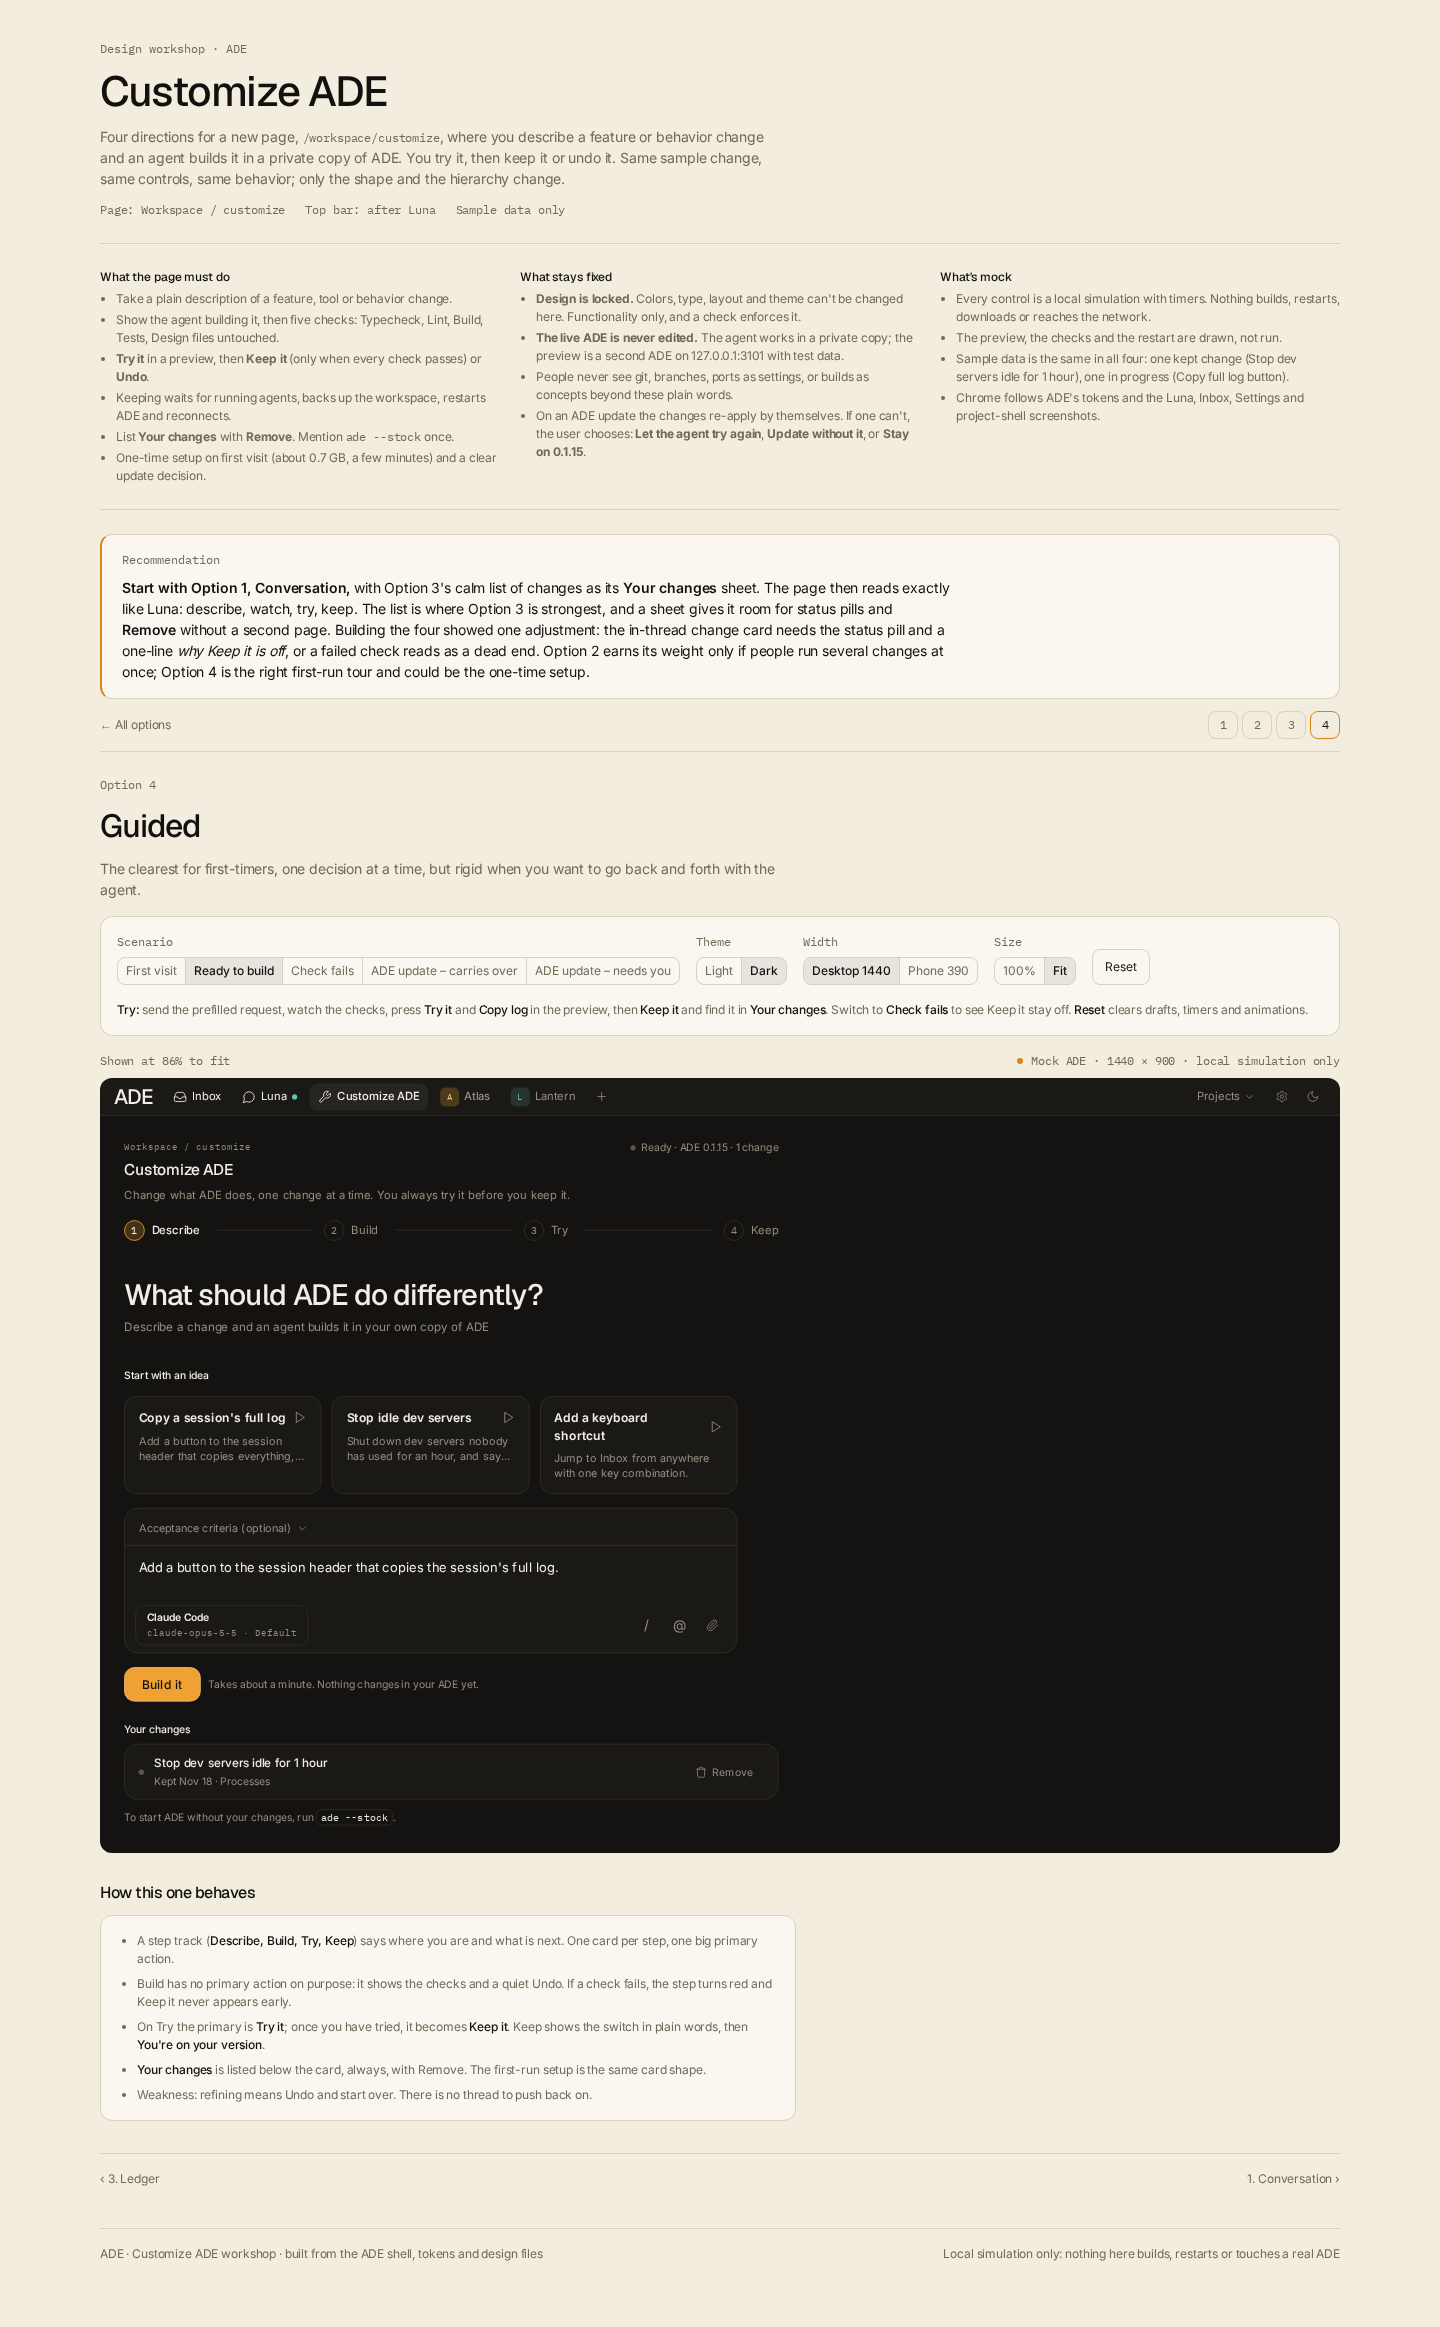 Design workshop · ADE
Customize ADE
Four directions for a new page, /workspace/customize, where you describe a feature or behavior change
and an agent builds it in a private copy of ADE. You try it, then keep it or undo it. Same sample change,
same controls, same behavior; only the shape and the hierarchy change.
Page: Workspace / customize   Top bar: after Luna   Sample data only
What the page must do
• Take a plain description of a feature, tool or behavior change.
• Show the agent building it, then five checks: Typecheck, Lint, Build,
Tests, Design files untouched.
• Try it in a preview, then Keep it (only when every check passes) or
Undo.
• Keeping waits for running agents, backs up the workspace, restarts
ADE and reconnects.
• List Your changes with Remove. Mention ade --stock once.
• One-time setup on first visit (about 0.7 GB, a few minutes) and a clear
update decision.
What stays fixed
• Design is locked. Colors, type, layout and theme can't be changed
here. Functionality only, and a check enforces it.
• The live ADE is never edited. The agent works in a private copy; the
preview is a second ADE on 127.0.0.1:3101 with test data.
• People never see git, branches, ports as settings, or builds as
concepts beyond these plain words.
• On an ADE update the changes re-apply by themselves. If one can't,
the user chooses: Let the agent try again, Update without it, or Stay
on 0.1.15.
What's mock
• Every control is a local simulation with timers. Nothing builds, restarts,
downloads or reaches the network.
• The preview, the checks and the restart are drawn, not run.
• Sample data is the same in all four: one kept change (Stop dev
servers idle for 1 hour), one in progress (Copy full log button).
• Chrome follows ADE's tokens and the Luna, Inbox, Settings and
project-shell screenshots.
Recommendation
Start with Option 1, Conversation, with Option 3's calm list of changes as its Your changes sheet. The page then reads exactly
like Luna: describe, watch, try, keep. The list is where Option 3 is strongest, and a sheet gives it room for status pills and
Remove without a second page. Building the four showed one adjustment: the in-thread change card needs the status pill and a
one-line why Keep it is off, or a failed check reads as a dead end. Option 2 earns its weight only if people run several changes at
once; Option 4 is the right first-run tour and could be the one-time setup.
← All options
1 2 3 4
Option 4
Guided
The clearest for first-timers, one decision at a time, but rigid when you want to go back and forth with the
agent.
Scenario
First visit Ready to build Check fails ADE update – carries over ADE update – needs you
Theme
Light Dark
Width
Desktop 1440 Phone 390
Size
100% Fit
Reset
Try: send the prefilled request, watch the checks, press Try it and Copy log in the preview, then Keep it and find it in Your changes. Switch to Check fails to see Keep it stay off. Reset clears drafts, timers and animations.
Shown at 86% to fit
Mock ADE · 1440 × 900 · local simulation only
ADE Inbox Luna Customize ADE A Atlas L Lantern + Projects
Workspace / customize
Ready · ADE 0.1.15 · 1 change
Customize ADE
Change what ADE does, one change at a time. You always try it before you keep it.
1 Describe 2 Build 3 Try 4 Keep
What should ADE do differently?
Describe a change and an agent builds it in your own copy of ADE
Start with an idea
Copy a session's full log
Add a button to the session
header that copies everything,...
Stop idle dev servers
Shut down dev servers nobody
has used for an hour, and say...
Add a keyboard
shortcut
Jump to Inbox from anywhere
with one key combination.
Acceptance criteria (optional)
Add a button to the session header that copies the session's full log.
Claude Code
claude-opus-5-5 · Default
/ @
Build it Takes about a minute. Nothing changes in your ADE yet.
Your changes
Stop dev servers idle for 1 hour
Kept Nov 18 · Processes
Remove
To start ADE without your changes, run ade --stock.
How this one behaves
• A step track (Describe, Build, Try, Keep) says where you are and what is next. One card per step, one big primary
action.
• Build has no primary action on purpose: it shows the checks and a quiet Undo. If a check fails, the step turns red and
Keep it never appears early.
• On Try the primary is Try it; once you have tried, it becomes Keep it. Keep shows the switch in plain words, then
You're on your version.
• Your changes is listed below the card, always, with Remove. The first-run setup is the same card shape.
• Weakness: refining means Undo and start over. There is no thread to push back on.
‹ 3. Ledger
1. Conversation ›
ADE · Customize ADE workshop · built from the ADE shell, tokens and design files
Local simulation only: nothing here builds, restarts or touches a real ADE